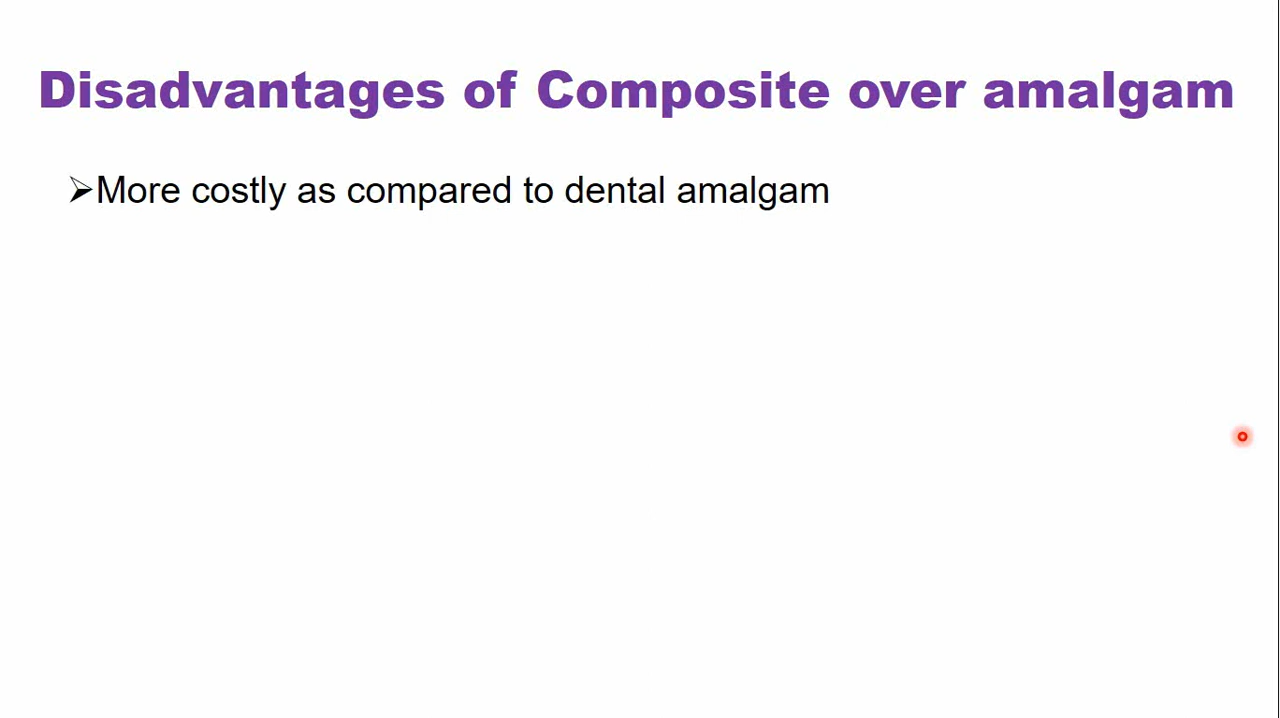 Disadvantages of Composite over amalgam
➢More costly as compared to dental amalgam